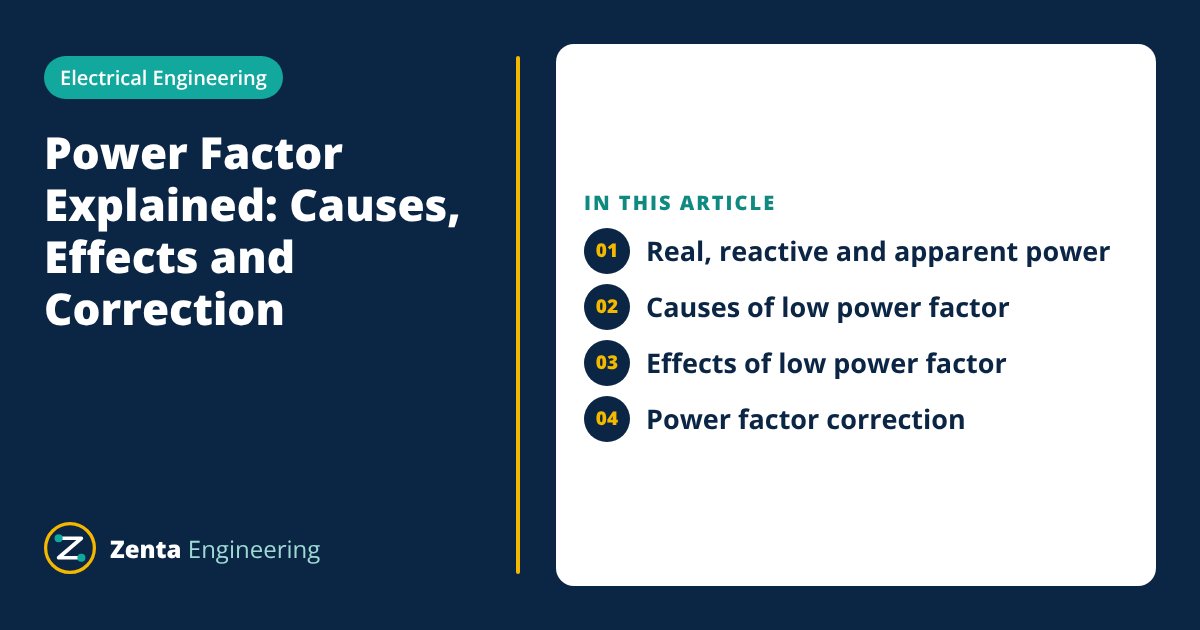 Electrical Engineering
Power Factor
Explained: Causes,
Effects and
Correction
Zenta Engineering
IN THIS ARTICLE
01 Real, reactive and apparent power
02 Causes of low power factor
03 Effects of low power factor
04 Power factor correction